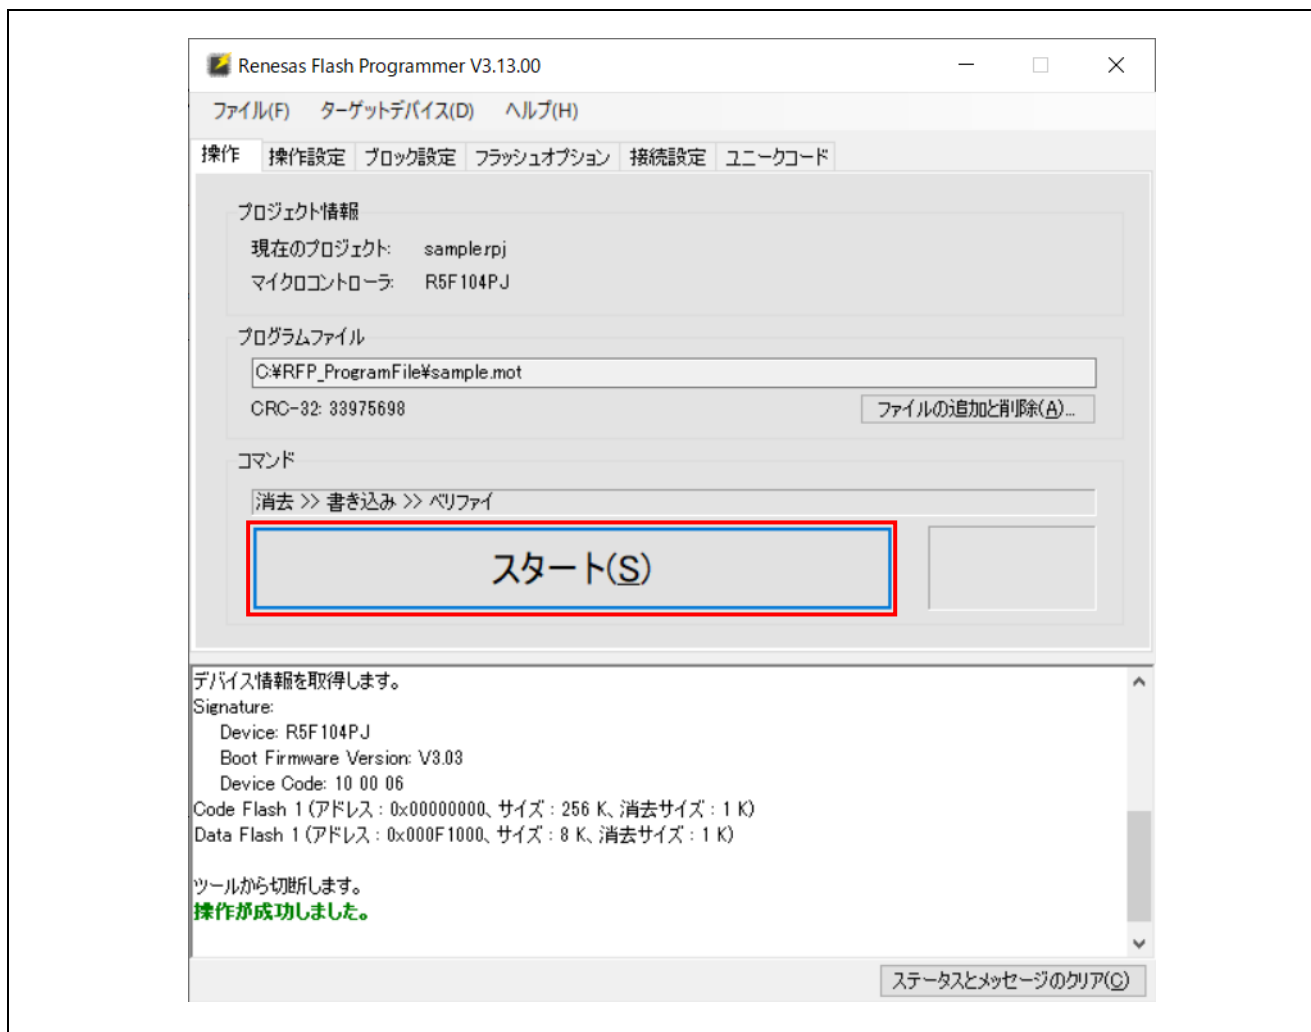 Renesas Flash Programmer V3.13.00
ファイル(F) ターゲットデバイス(D) ヘルプ(H)
操作 操作設定 ブロック設定 フラッシュオプション 接続設定 ユニークコード
プロジェクト情報
現在のプロジェクト: sample.rpj
マイクロコントローラ: R5F104PJ
プログラムファイル
C:¥RFP_ProgramFile¥sample.mot
CRC-32: 33975698 ファイルの追加と削除(A)...
コマンド
消去 >> 書き込み >> ベリファイ
スタート(S)
デバイス情報を取得します。
Signature:
Device: R5F104PJ
Boot Firmware Version: V3.03
Device Code: 10 00 06
Code Flash 1 (アドレス : 0x00000000、サイズ : 256 K、消去サイズ : 1 K)
Data Flash 1 (アドレス : 0x000F1000、サイズ : 8 K、消去サイズ : 1 K)
ツールから切断します。
操作が成功しました。
ステータスとメッセージのクリア(C)